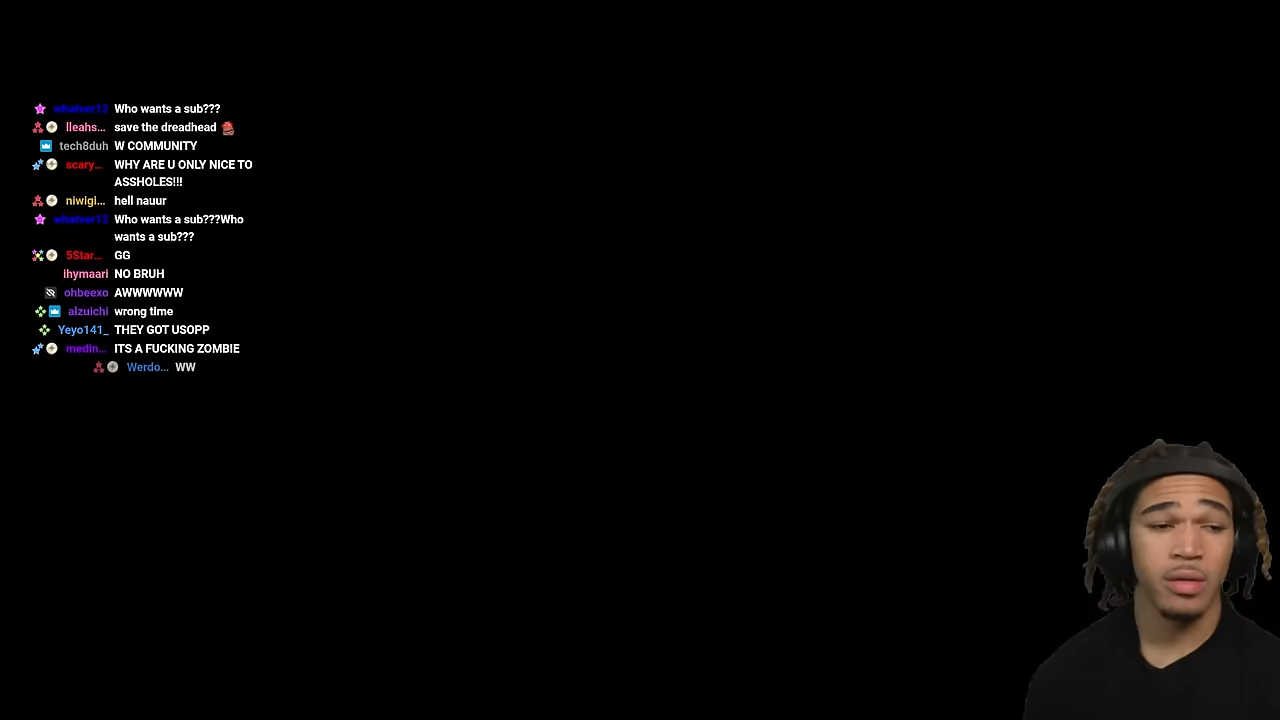 whatver12 Who wants a sub???
lleahs... save the dreadhead
tech8duh W COMMUNITY
scary... WHY ARE U ONLY NICE TO
ASSHOLES!!!
niwigi... hell nauur
whatver12 Who wants a sub???Who
wants a sub???
5Star... GG
ihymaari NO BRUH
ohbeexo AWWWWWW
alzuichi wrong time
Yeyo141_ THEY GOT USOPP
medin... ITS A FUCKING ZOMBIE
Werdo... WW